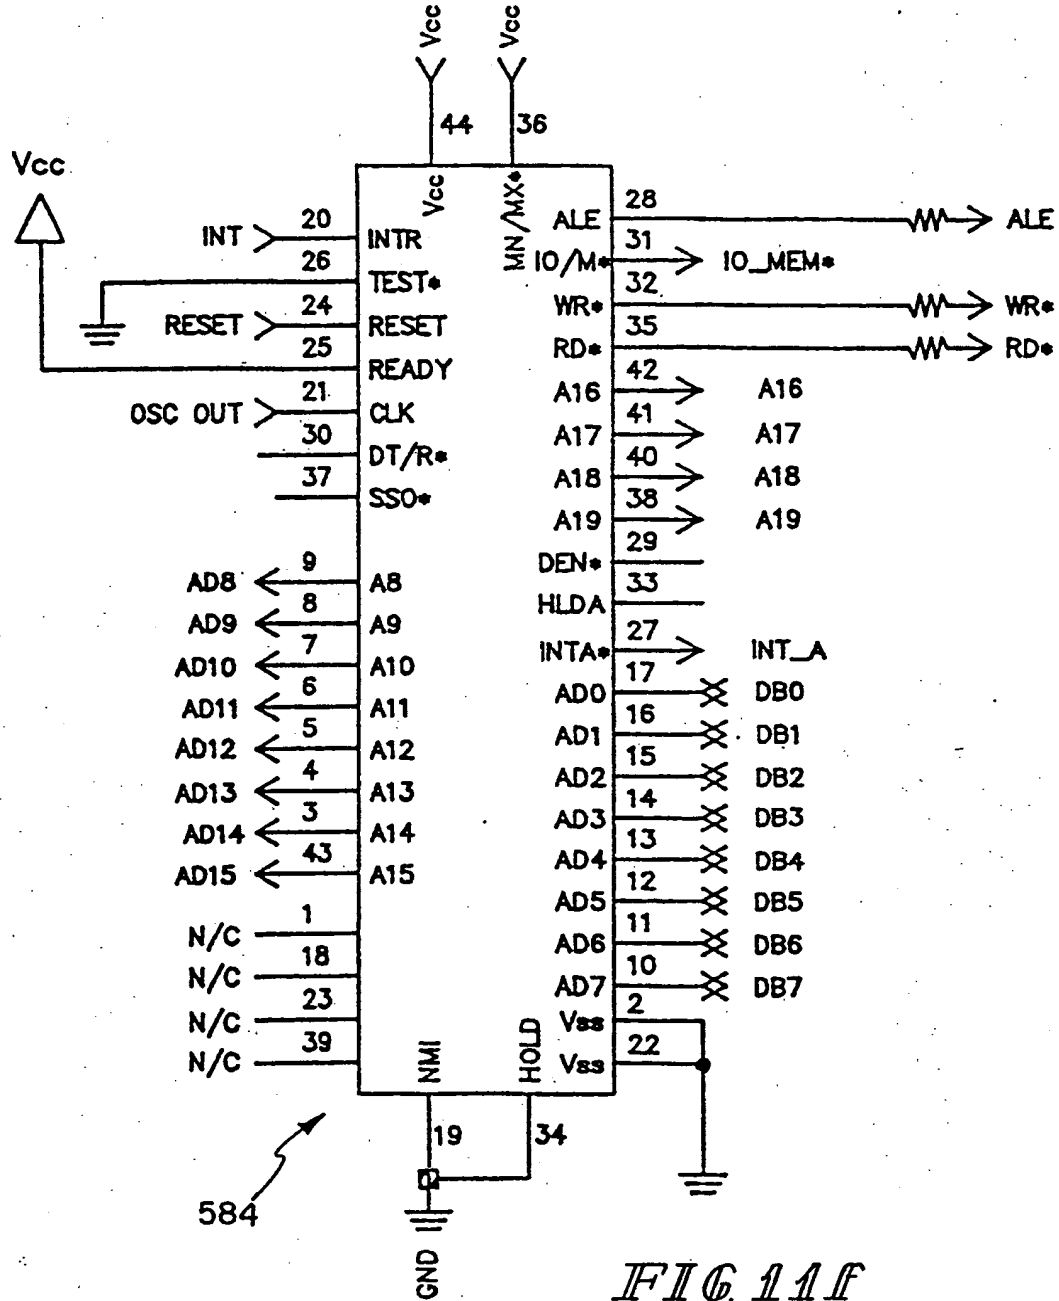 Vcc Vcc
44 36
Vcc
Vcc MN/MX*
INT 20 INTR
26 TEST*
RESET 24 RESET
25 READY
OSC OUT 21 CLK
30 DT/R*
37 SSO*
AD8 9 A8
AD9 8 A9
AD10 7 A10
AD11 6 A11
AD12 5 A12
AD13 4 A13
AD14 3 A14
AD15 43 A15
N/C 1
N/C 18
N/C 23
N/C 39
ALE 28 ALE
IO/M* 31 IO_MEM*
WR* 32 WR*
RD* 35 RD*
A16 42 A16
A17 41 A17
A18 40 A18
A19 38 A19
DEN* 29
HLDA 33
INTA* 27 INT_A
AD0 17 DB0
AD1 16 DB1
AD2 15 DB2
AD3 14 DB3
AD4 13 DB4
AD5 12 DB5
AD6 11 DB6
AD7 10 DB7
Vss 2
Vss 22
NMI HOLD
19 34
584
GND
FIG. 11f